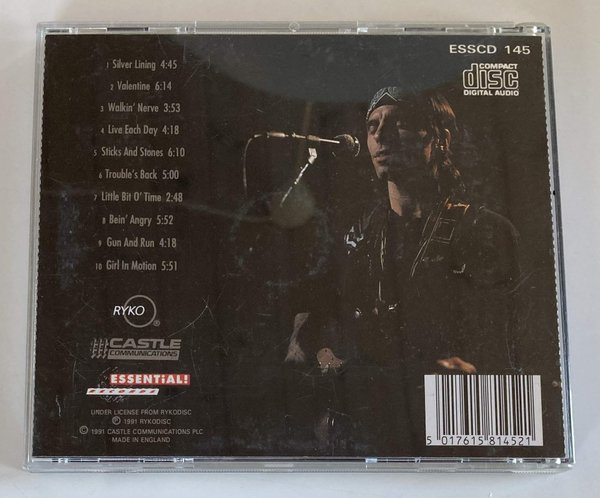 ESSCD 145
COMPACT
disc
DIGITAL AUDIO
1 Silver Lining 4:45
2 Valentine 6:14
3 Walkin' Nerve 3:53
4 Live Each Day 4:18
5 Sticks And Stones 6:10
6 Trouble's Back 5:00
7 Little Bit O' Time 2:48
8 Bein' Angry 5:52
9 Gun And Run 4:18
10 Girl In Motion 5:51
RYKO ®
CASTLE
COMMUNICATIONS
ESSENTiAL!
RECORDS
UNDER LICENSE FROM RYKODISC
℗ 1991 RYKODISC
© 1991 CASTLE COMMUNICATIONS PLC
MADE IN ENGLAND
5 017615 814521